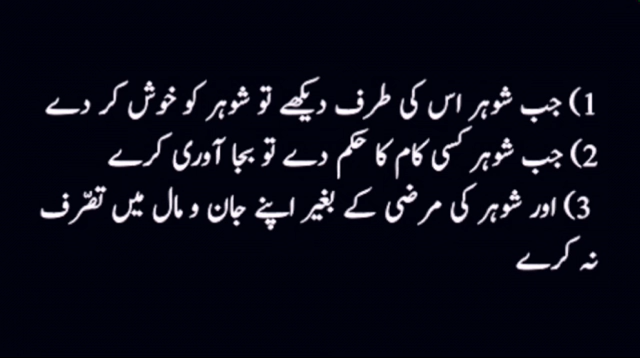 1) جب شوہر اس کی طرف دیکھے تو شوہر کو خوش کر دے
2) جب شوہر کسی کام کا حکم دے تو بجا آوری کرے
3) اور شوہر کی مرضی کے بغیر اپنے جان و مال میں تصّرف
نہ کرے